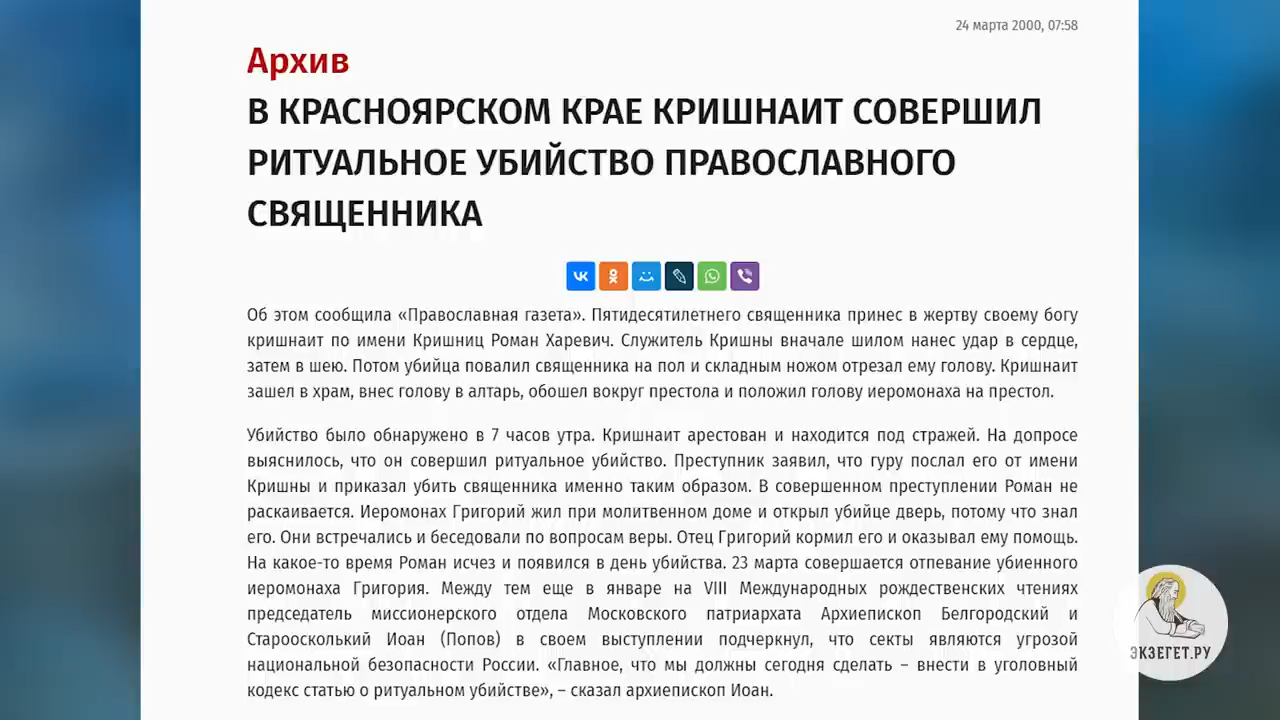 24 марта 2000, 07:58
Архив
В КРАСНОЯРСКОМ КРАЕ КРИШНАИТ СОВЕРШИЛ
РИТУАЛЬНОЕ УБИЙСТВО ПРАВОСЛАВНОГО
СВЯЩЕННИКА
Об этом сообщила «Православная газета». Пятидесятилетнего священника принес в жертву своему богу
кришнаит по имени Кришниц Роман Харевич. Служитель Кришны вначале шилом нанес удар в сердце,
затем в шею. Потом убийца повалил священника на пол и складным ножом отрезал ему голову. Кришнаит
зашел в храм, внес голову в алтарь, обошел вокруг престола и положил голову иеромонаха на престол.
Убийство было обнаружено в 7 часов утра. Кришнаит арестован и находится под стражей. На допросе
выяснилось, что он совершил ритуальное убийство. Преступник заявил, что гуру послал его от имени
Кришны и приказал убить священника именно таким образом. В совершенном преступлении Роман не
раскаивается. Иеромонах Григорий жил при молитвенном доме и открыл убийце дверь, потому что знал
его. Они встречались и беседовали по вопросам веры. Отец Григорий кормил его и оказывал ему помощь.
На какое-то время Роман исчез и появился в день убийства. 23 марта совершается отпевание убиенного
иеромонаха Григория. Между тем еще в январе на VIII Международных рождественских чтениях
председатель миссионерского отдела Московского патриархата Архиепископ Белгородский и
Старооскольский Иоан (Попов) в своем выступлении подчеркнул, что секты являются угрозой
национальной безопасности России. «Главное, что мы должны сегодня сделать – внести в уголовный
кодекс статью о ритуальном убийстве», – сказал архиепископ Иоан.
ЭКЗЕГЕТ.РУ